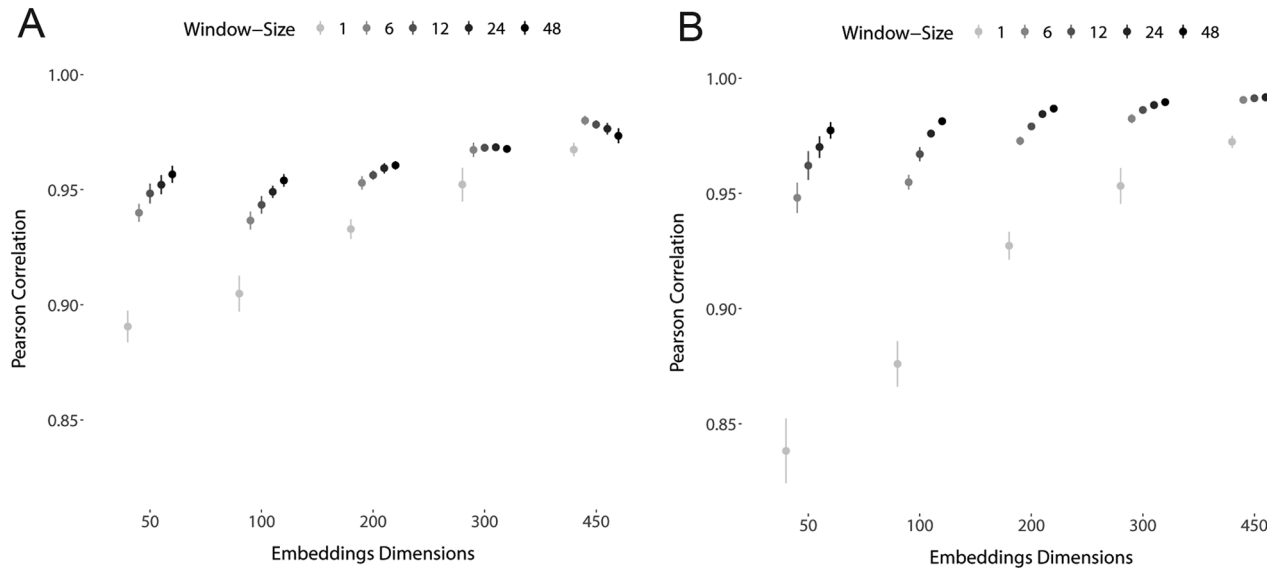 A
Window-Size 1 6 12 24 48
1.00
0.95
0.90
0.85
Pearson Correlation
50 100 200 300 450
Embeddings Dimensions
B
Window-Size 1 6 12 24 48
1.00
0.95
0.90
0.85
Pearson Correlation
50 100 200 300 450
Embeddings Dimensions